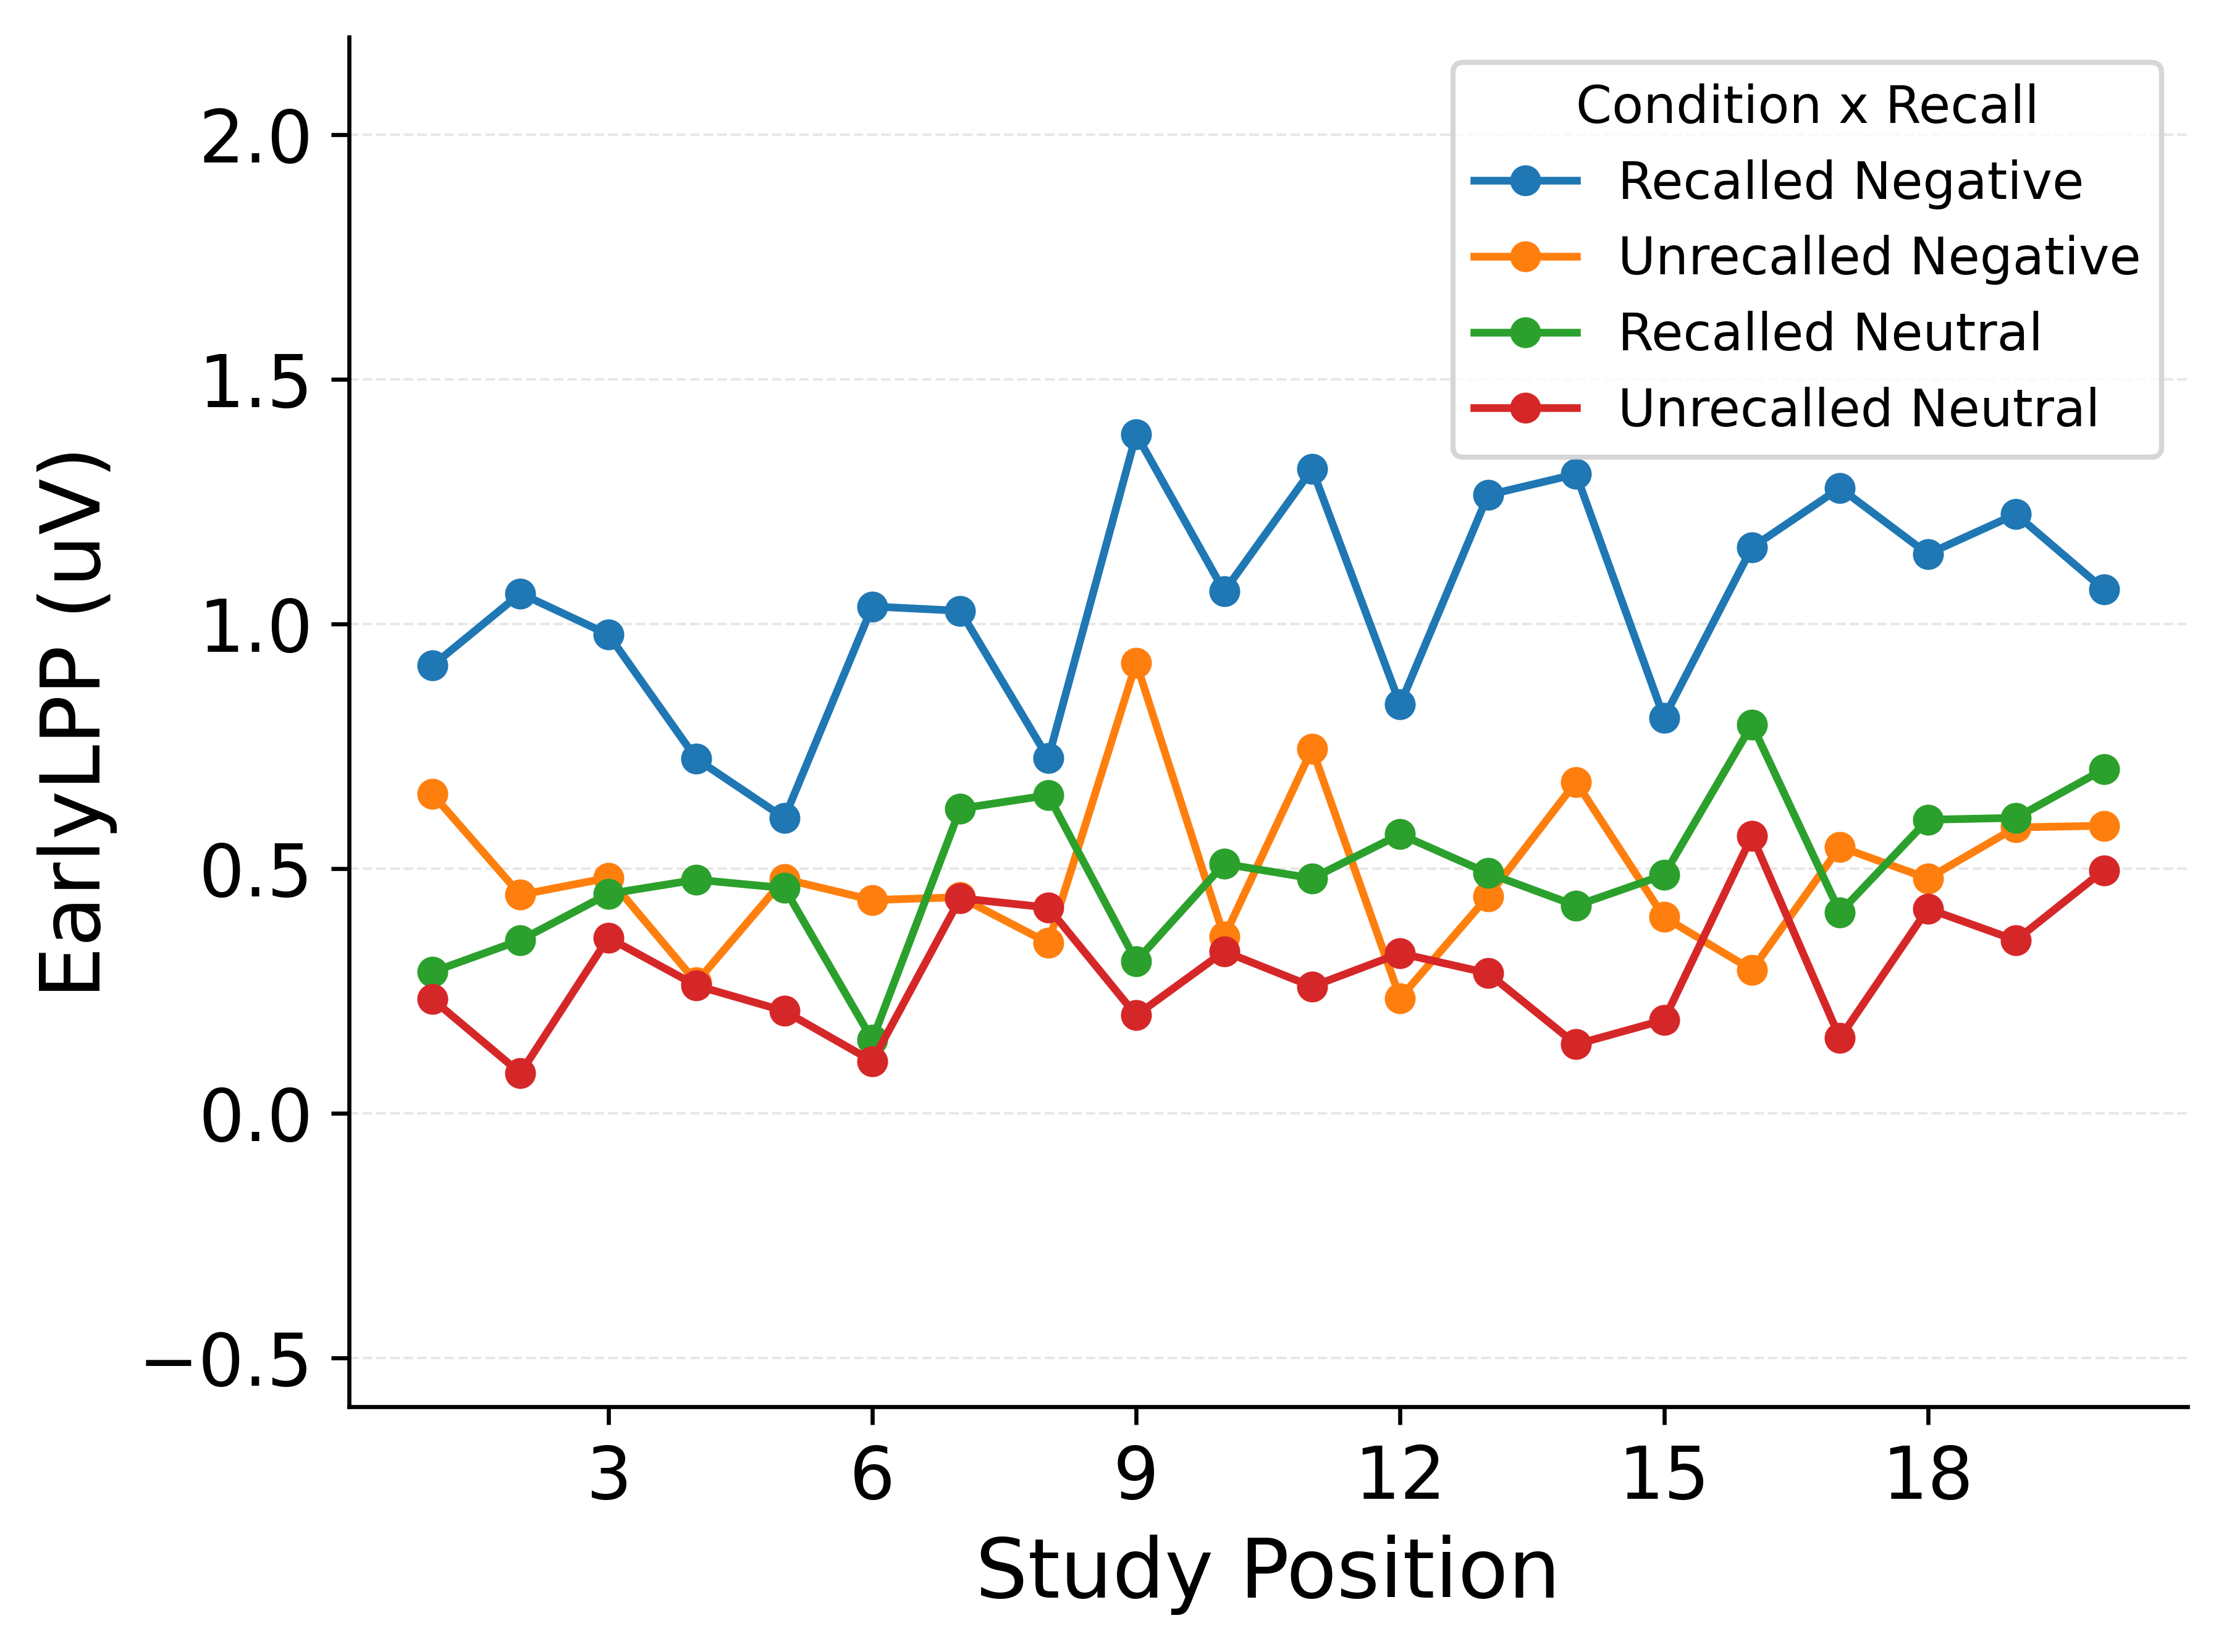 Condition x Recall
Recalled Negative
Unrecalled Negative
Recalled Neutral
Unrecalled Neutral
EarlyLPP (uV)
2.0
1.5
1.0
0.5
0.0
−0.5
3 6 9 12 15 18
Study Position